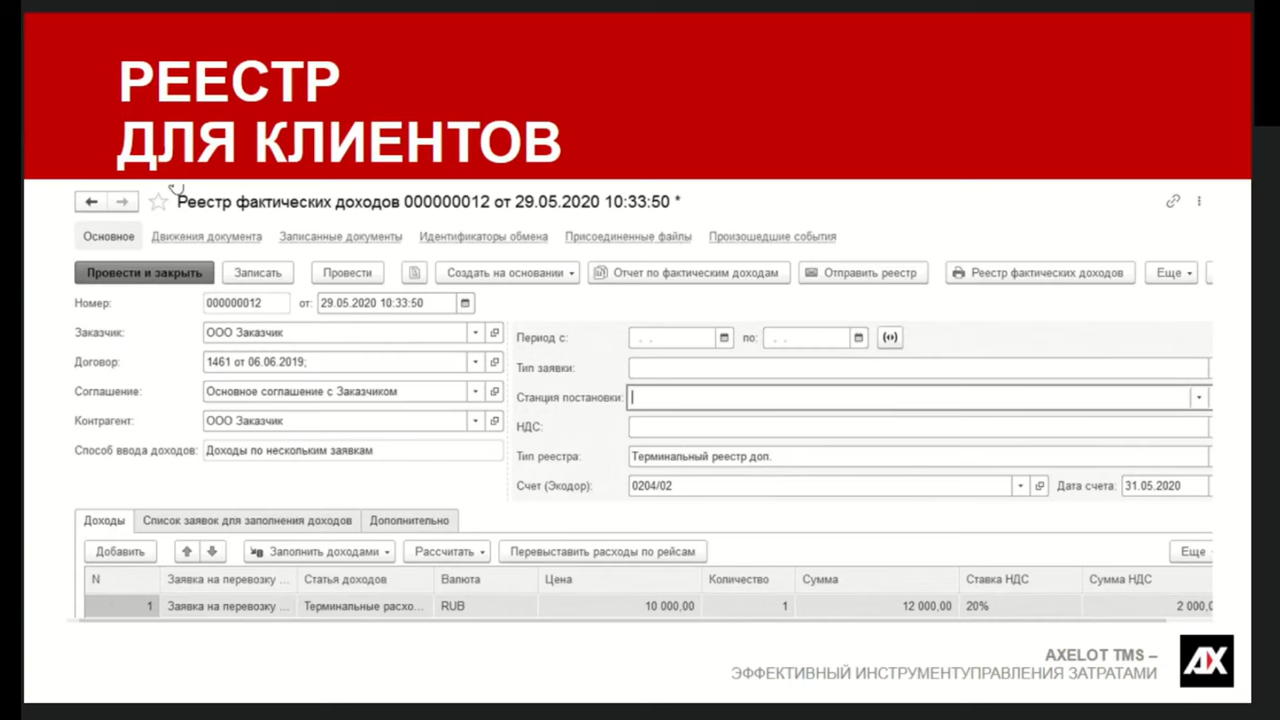 РЕЕСТР
ДЛЯ КЛИЕНТОВ
Реестр фактических доходов 000000012 от 29.05.2020 10:33:50 *
Основное Движения документа Записанные документы Идентификаторы обмена Присоединенные файлы Произошедшие события
Провести и закрыть Записать Провести Создать на основании Отчет по фактическим доходам Отправить реестр Реестр фактических доходов Еще
Номер: 000000012 от: 29.05.2020 10:33:50
Заказчик: ООО Заказчик
Период с: . . по: . .
Договор: 1461 от 06.06.2019;
Тип заявки:
Соглашение: Основное соглашение с Заказчиком
Станция постановки:
Контрагент: ООО Заказчик
НДС:
Способ ввода доходов: Доходы по нескольким заявкам
Тип реестра: Терминальный реестр доп.
Счет (Экодор): 0204/02 Дата счета: 31.05.2020
Доходы Список заявок для заполнения доходов Дополнительно
Добавить Заполнить доходами Рассчитать Перевыставить расходы по рейсам Еще
N Заявка на перевозку ... Статья доходов Валюта Цена Количество Сумма Ставка НДС Сумма НДС
1 Заявка на перевозку ... Терминальные расхо... RUB 10 000,00 1 12 000,00 20% 2 000,0
AXELOT TMS –
ЭФФЕКТИВНЫЙ ИНСТРУМЕНТУПРАВЛЕНИЯ ЗАТРАТАМИ
AX